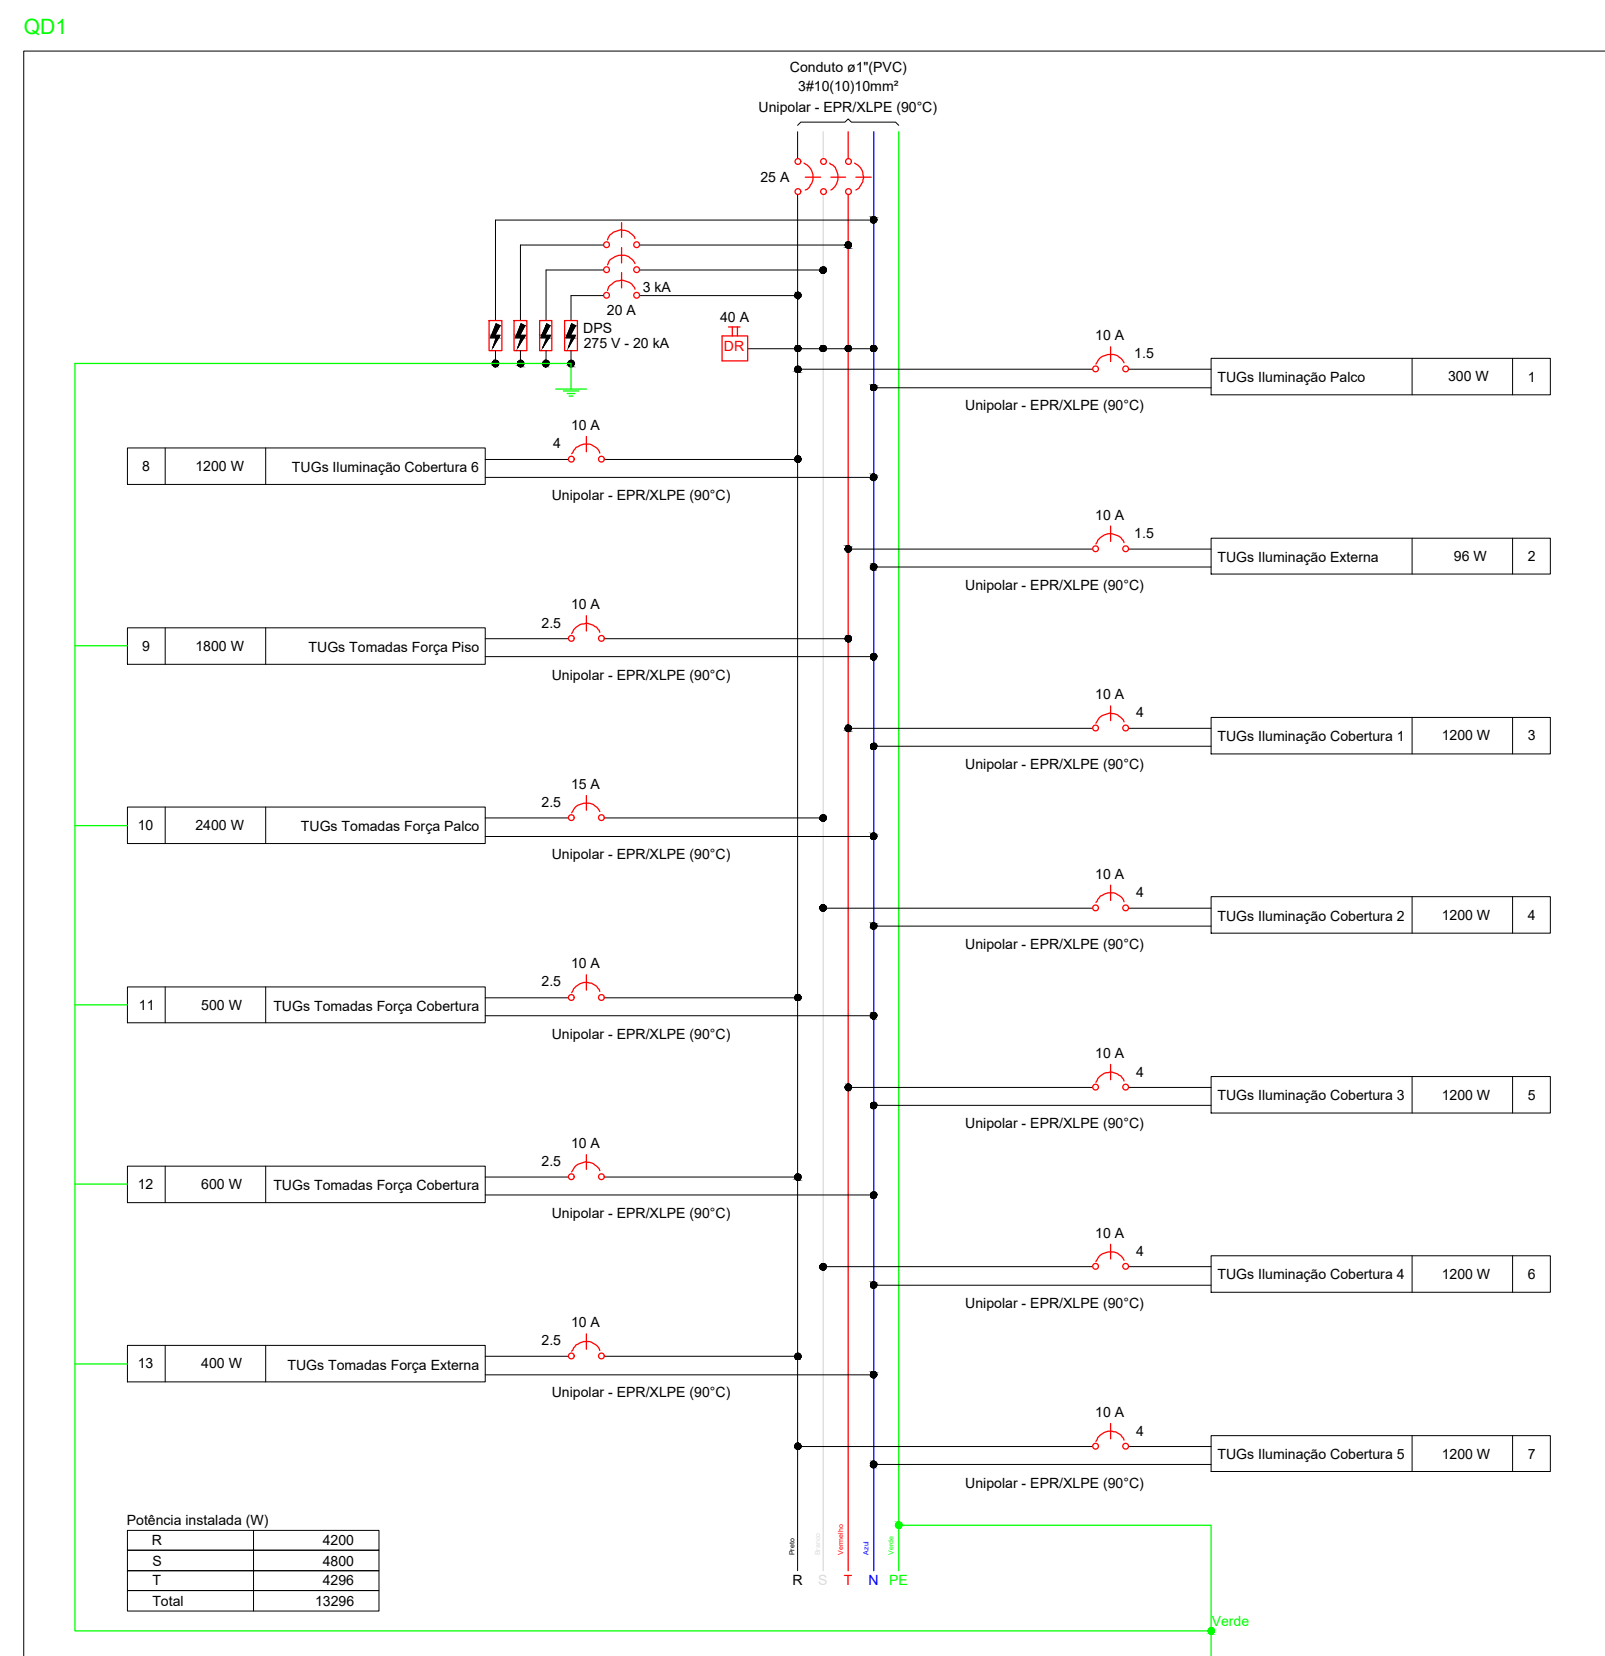 QD1
Conduto ø1"(PVC)
3#10(10)10mm²
Unipolar - EPR/XLPE (90°C)
25 A
3 kA
20 A
DPS
275 V - 20 kA
40 A
DR
10 A
1.5
TUGs Iluminação Palco 300 W 1
Unipolar - EPR/XLPE (90°C)
10 A
4
8 1200 W TUGs Iluminação Cobertura 6
Unipolar - EPR/XLPE (90°C)
10 A
1.5
TUGs Iluminação Externa 96 W 2
Unipolar - EPR/XLPE (90°C)
10 A
2.5
9 1800 W TUGs Tomadas Força Piso
Unipolar - EPR/XLPE (90°C)
10 A
4
TUGs Iluminação Cobertura 1 1200 W 3
Unipolar - EPR/XLPE (90°C)
15 A
2.5
10 2400 W TUGs Tomadas Força Palco
Unipolar - EPR/XLPE (90°C)
10 A
4
TUGs Iluminação Cobertura 2 1200 W 4
Unipolar - EPR/XLPE (90°C)
10 A
2.5
11 500 W TUGs Tomadas Força Cobertura
Unipolar - EPR/XLPE (90°C)
10 A
4
TUGs Iluminação Cobertura 3 1200 W 5
Unipolar - EPR/XLPE (90°C)
10 A
2.5
12 600 W TUGs Tomadas Força Cobertura
Unipolar - EPR/XLPE (90°C)
10 A
4
TUGs Iluminação Cobertura 4 1200 W 6
Unipolar - EPR/XLPE (90°C)
10 A
2.5
13 400 W TUGs Tomadas Força Externa
Unipolar - EPR/XLPE (90°C)
10 A
4
TUGs Iluminação Cobertura 5 1200 W 7
Unipolar - EPR/XLPE (90°C)
Potência instalada (W)
R 4200
S 4800
T 4296
Total 13296
Preto Branco Vermelho Azul Verde
R S T N PE
Verde